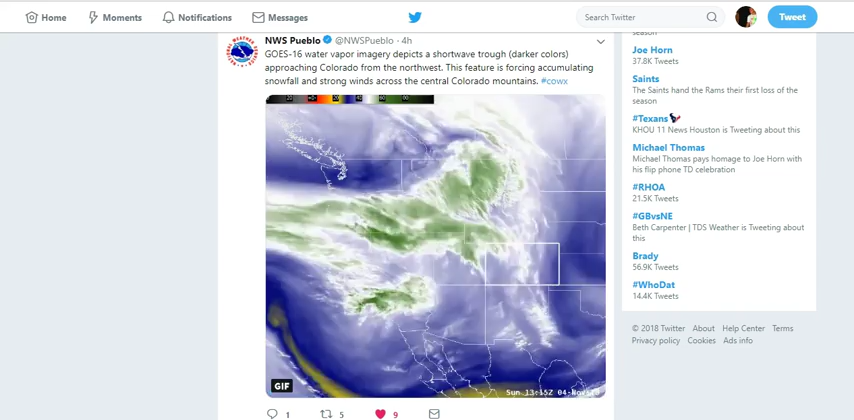 Home
Moments
Notifications
Messages
Search Twitter
Tweet
NWS Pueblo @NWSPueblo · 4h
GOES-16 water vapor imagery depicts a shortwave trough (darker colors)
approaching Colorado from the northwest. This feature is forcing accumulating
snowfall and strong winds across the central Colorado mountains. #cowx
GIF
Sun 13:15Z 04-Nov-18
1
5
9
season
Joe Horn
37.8K Tweets
Saints
The Saints hand the Rams their first loss of the
season
#Texans
KHOU 11 News Houston is Tweeting about this
Michael Thomas
Michael Thomas pays homage to Joe Horn with
his flip phone TD celebration
#RHOA
21.5K Tweets
#GBvsNE
Beth Carpenter | TDS Weather is Tweeting about
this
Brady
56.9K Tweets
#WhoDat
14.4K Tweets
© 2018 Twitter About Help Center Terms
Privacy policy Cookies Ads info